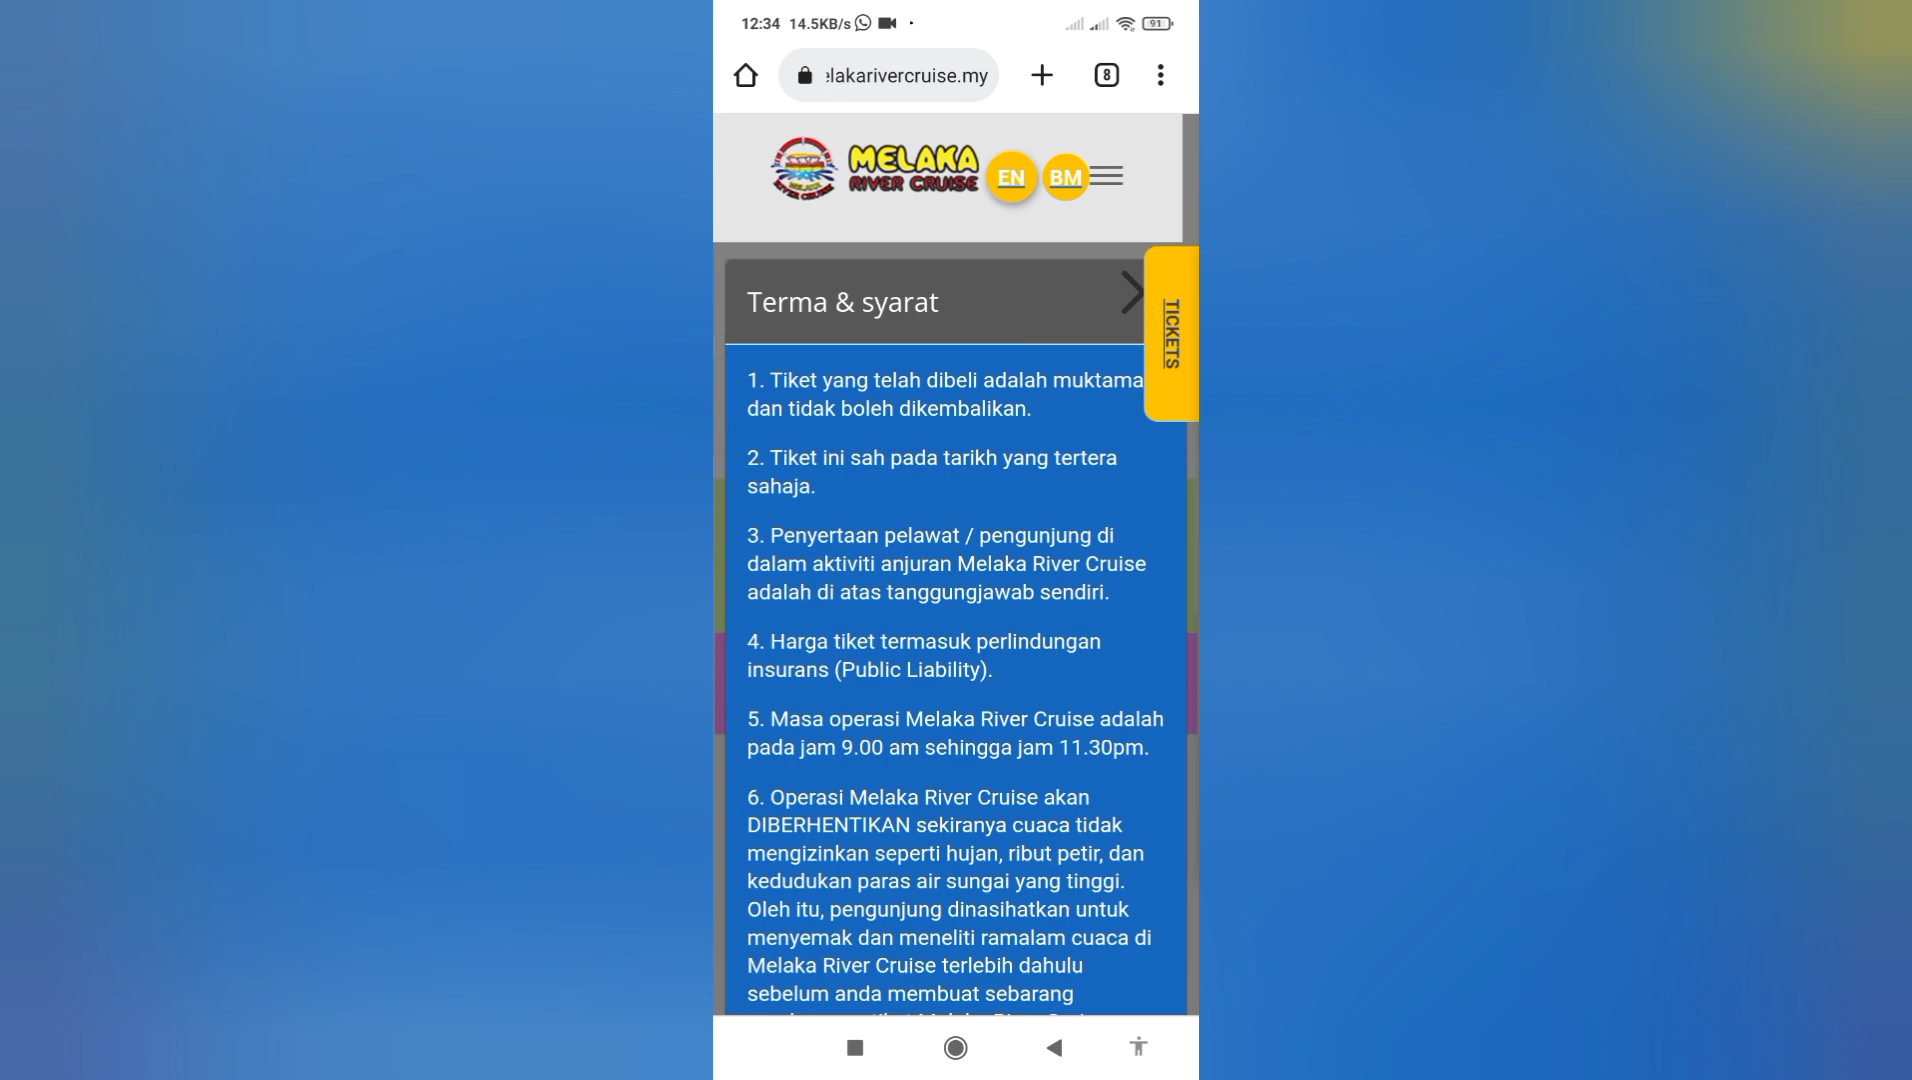 12:34 14.5KB/s 91
elakarivercruise.my 8
MELAKA
RIVER CRUISE
EN BM
TICKETS
Terma & syarat
1. Tiket yang telah dibeli adalah muktama
dan tidak boleh dikembalikan.
2. Tiket ini sah pada tarikh yang tertera
sahaja.
3. Penyertaan pelawat / pengunjung di
dalam aktiviti anjuran Melaka River Cruise
adalah di atas tanggungjawab sendiri.
4. Harga tiket termasuk perlindungan
insurans (Public Liability).
5. Masa operasi Melaka River Cruise adalah
pada jam 9.00 am sehingga jam 11.30pm.
6. Operasi Melaka River Cruise akan
DIBERHENTIKAN sekiranya cuaca tidak
mengizinkan seperti hujan, ribut petir, dan
kedudukan paras air sungai yang tinggi.
Oleh itu, pengunjung dinasihatkan untuk
menyemak dan meneliti ramalam cuaca di
Melaka River Cruise terlebih dahulu
sebelum anda membuat sebarang